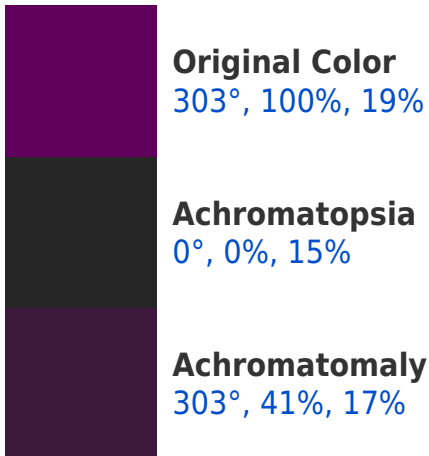 Original Color
303°, 100%, 19%
Achromatopsia
0°, 0%, 15%
Achromatomaly
303°, 41%, 17%